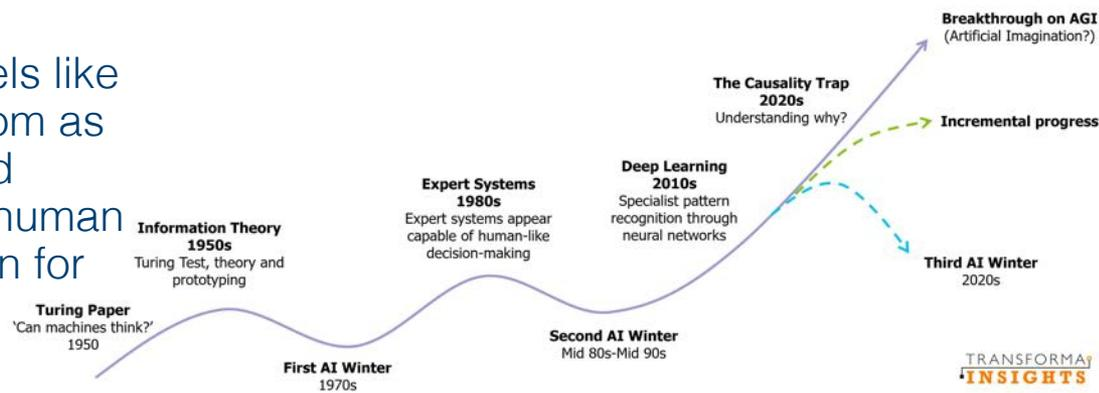 els like
om as
d
human
n for
Turing Paper
'Can machines think?'
1950
Information Theory
1950s
Turing Test, theory and
prototyping
First AI Winter
1970s
Expert Systems
1980s
Expert systems appear
capable of human-like
decision-making
Second AI Winter
Mid 80s-Mid 90s
Deep Learning
2010s
Specialist pattern
recognition through
neural networks
The Causality Trap
2020s
Understanding why?
Breakthrough on AGI
(Artificial Imagination?)
Incremental progress
Third AI Winter
2020s
TRANSFORMA
INSIGHTS